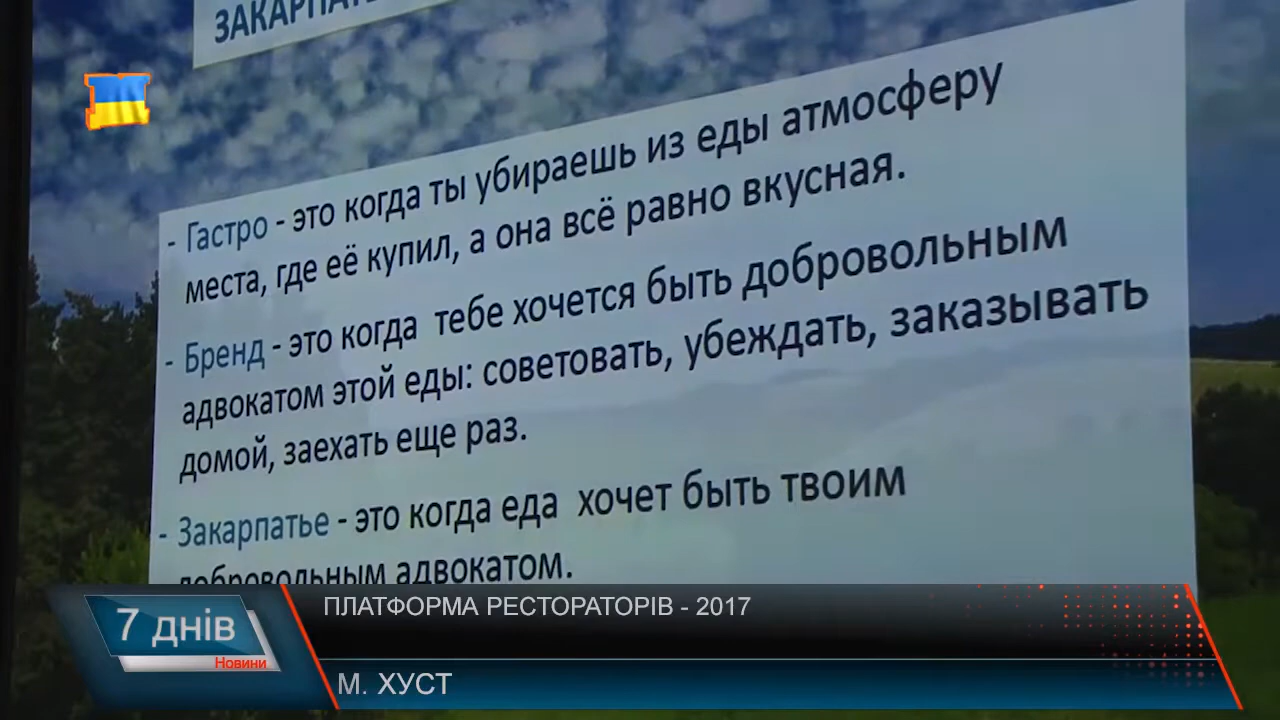 - Гастро - это когда ты убираешь из еды атмосферу
места, где её купил, а она всё равно вкусная.
- Бренд - это когда тебе хочется быть добровольным
адвокатом этой еды: советовать, убеждать, заказывать
домой, заехать еще раз.
- Закарпатье - это когда еда хочет быть твоим
добровольным адвокатом.
7 днів
Новини
ПЛАТФОРМА РЕСТОРАТОРІВ - 2017
М. ХУСТ